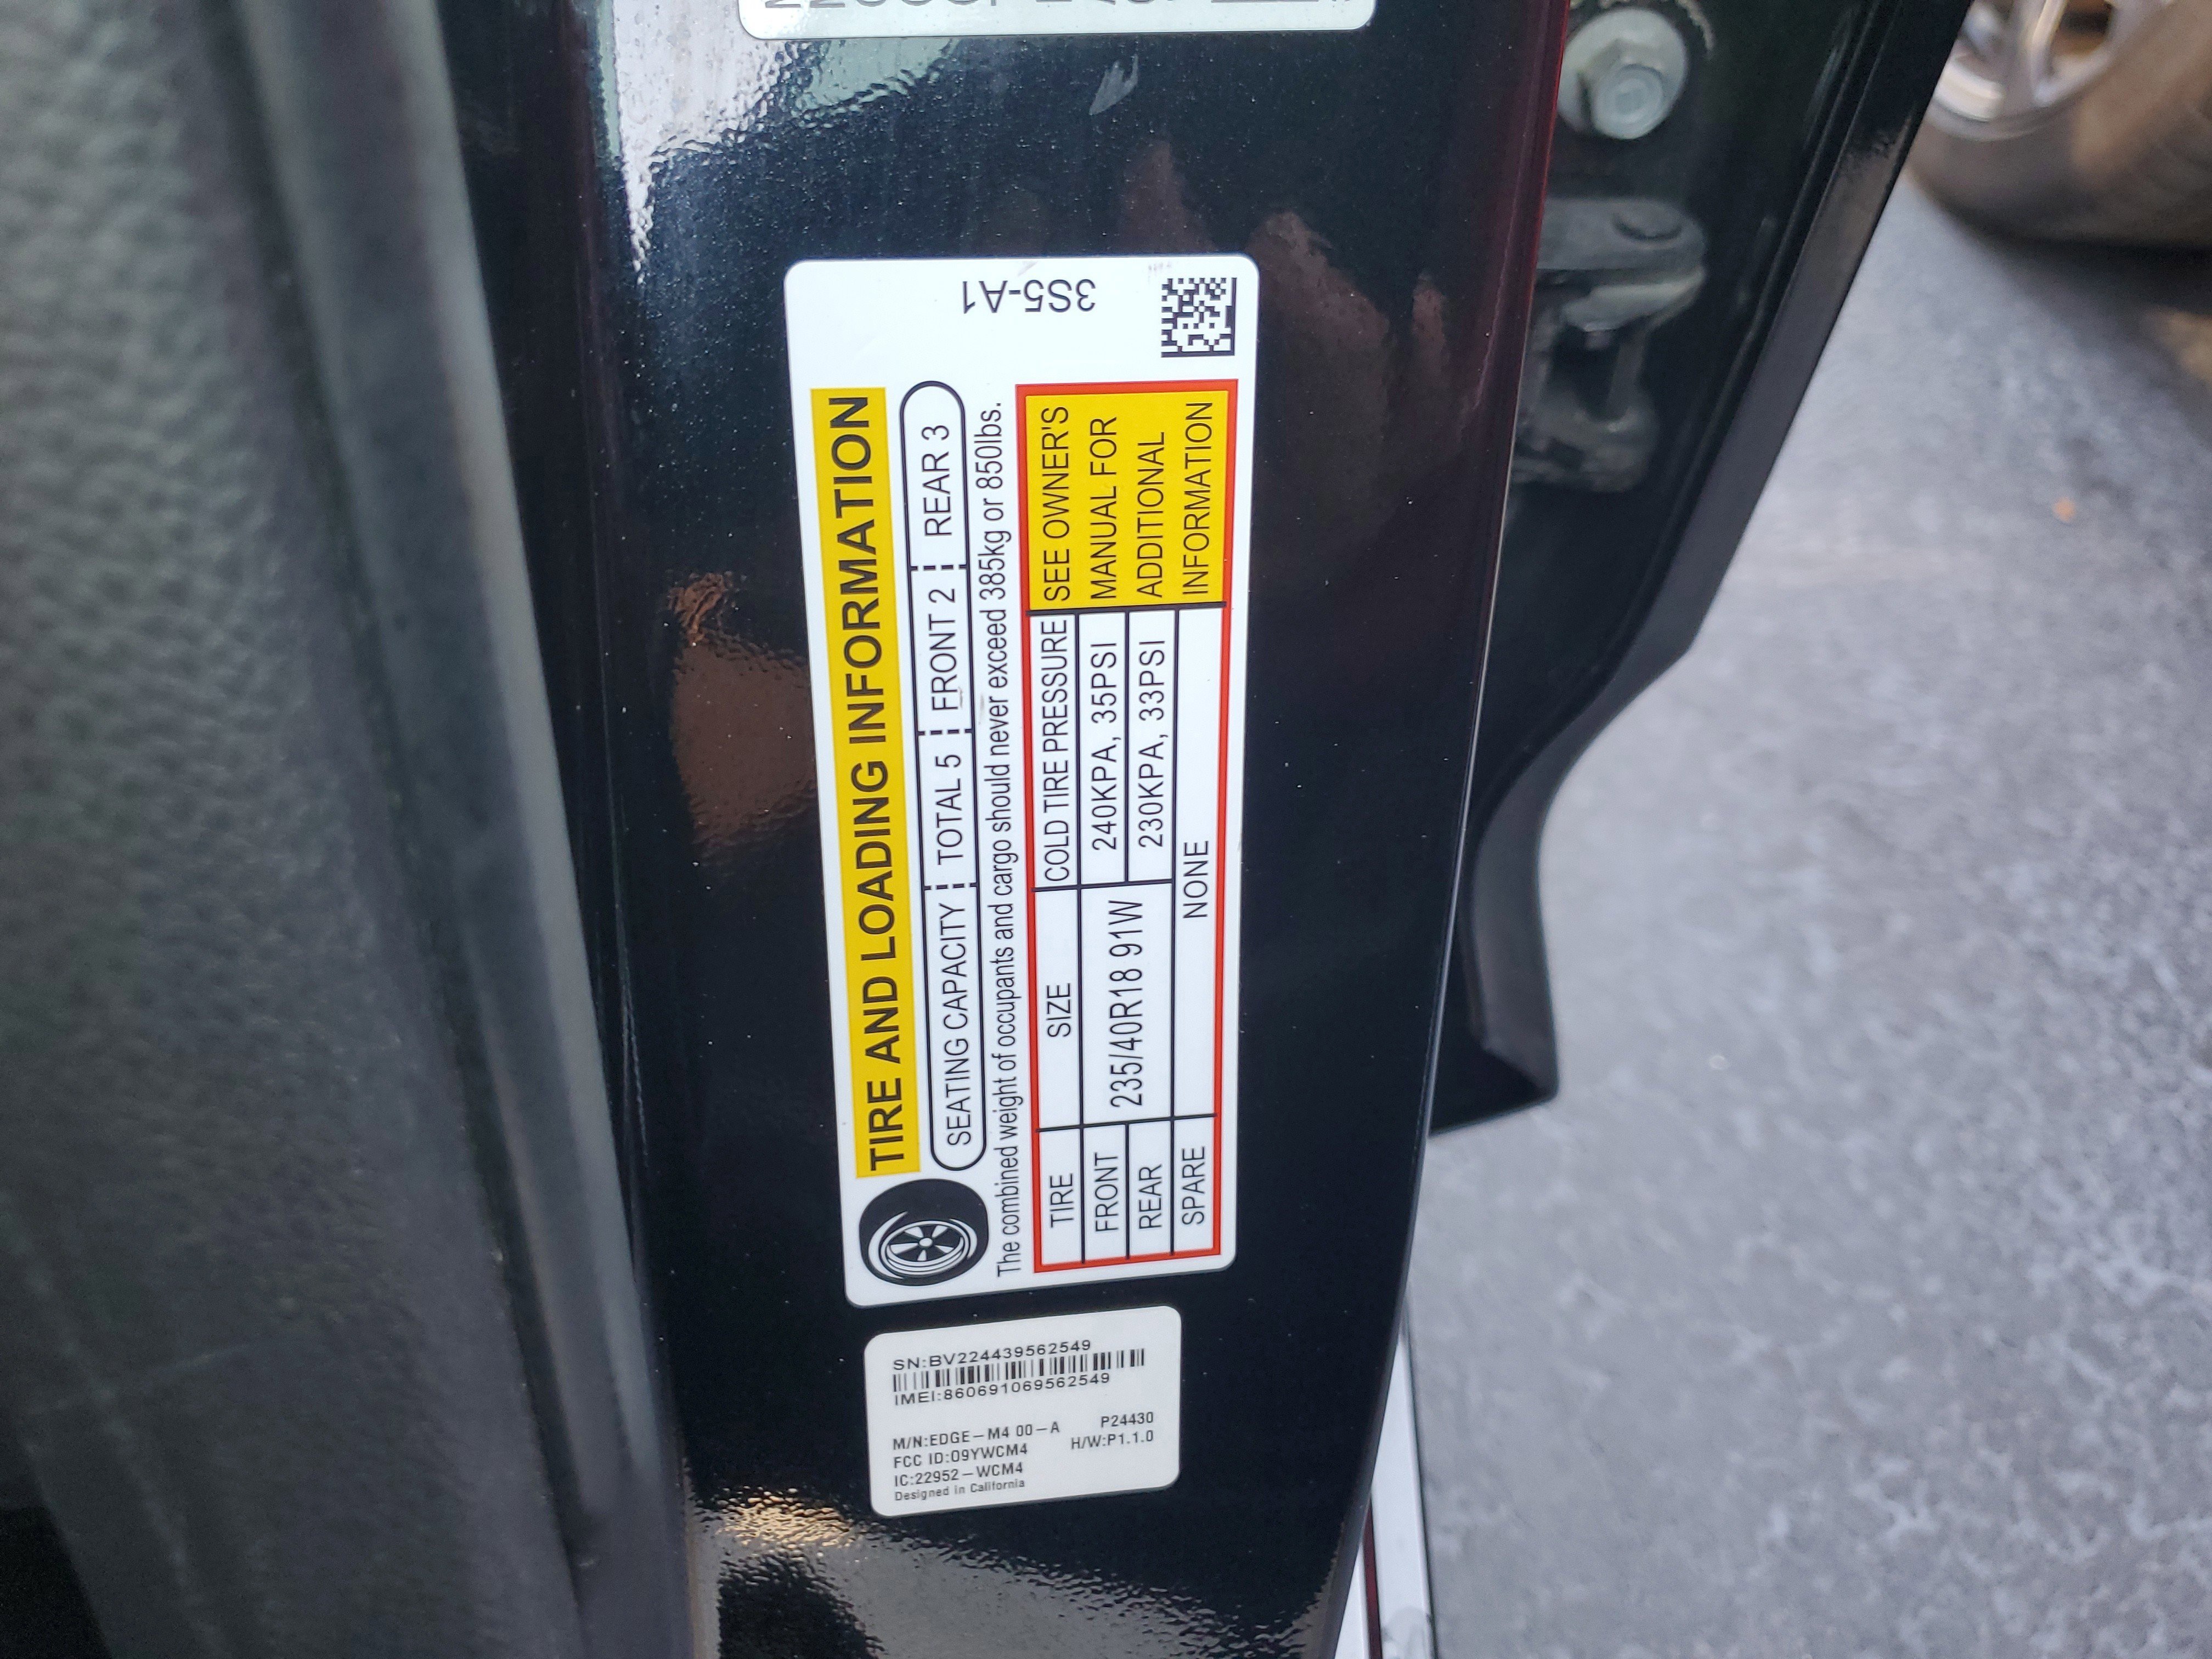 3S5-A1
TIRE AND LOADING INFORMATION
SEATING CAPACITY TOTAL 5 FRONT 2 REAR 3
The combined weight of occupants and cargo should never exceed 385kg or 850lbs.
TIRE SIZE COLD TIRE PRESSURE
FRONT 235/40R18 91W 240KPA, 35PSI
REAR 230KPA, 33PSI
SPARE NONE
SEE OWNER'S
MANUAL FOR
ADDITIONAL
INFORMATION
SN:BV224439562549
IMEI:860691069562549
M/N:EDGE-M4 00-A P24430
FCC ID:09YWCM4 H/W:P1.1.0
IC:22952-WCM4
Designed in California